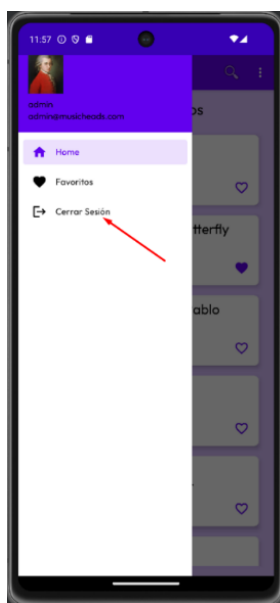 11:57
admin
admin@musicheads.com
os
Home
Favoritos
tterfly
Cerrar Sesión
ablo